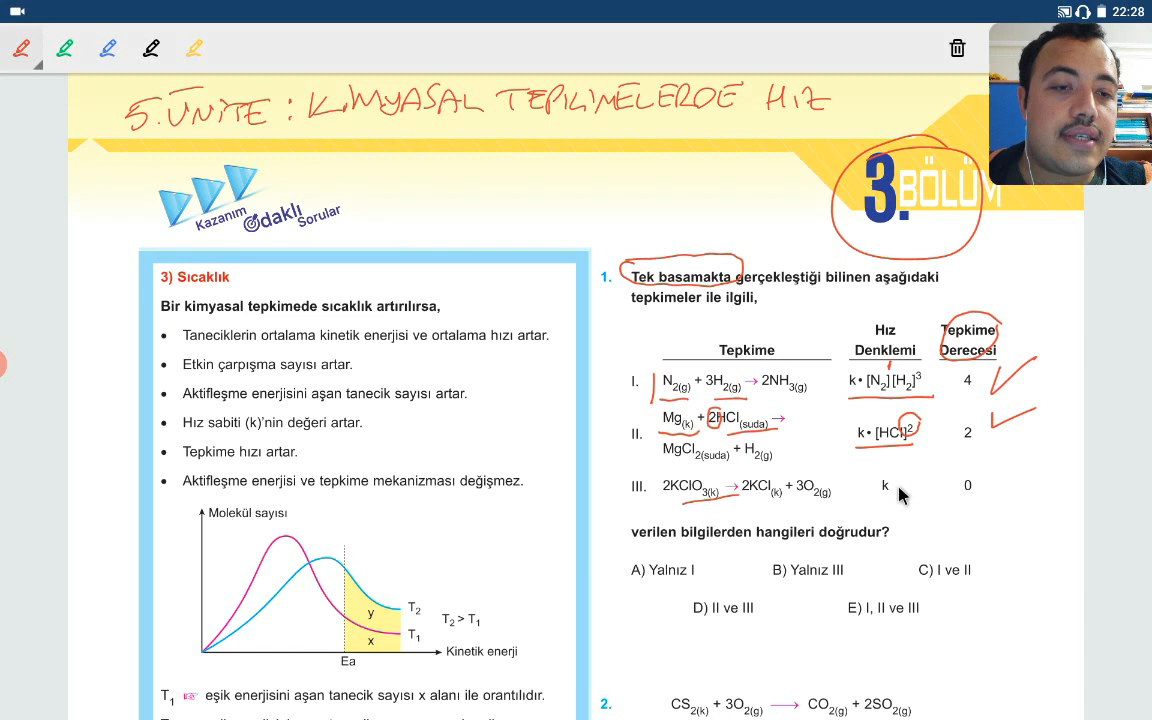 22:28
5.ÜNİTE : KİMYASAL TEPKİMELERDE HIZ
3.BÖLÜM
Kazanım Odaklı Sorular
3) Sıcaklık
Bir kimyasal tepkimede sıcaklık artırılırsa,
• Taneciklerin ortalama kinetik enerjisi ve ortalama hızı artar.
• Etkin çarpışma sayısı artar.
• Aktifleşme enerjisini aşan tanecik sayısı artar.
• Hız sabiti (k)'nin değeri artar.
• Tepkime hızı artar.
• Aktifleşme enerjisi ve tepkime mekanizması değişmez.
Molekül sayısı
y
x
T2
T1
T2 > T1
Ea
Kinetik enerji
T1 ☞ eşik enerjisini aşan tanecik sayısı x alanı ile orantılıdır.
1. Tek basamakta gerçekleştiği bilinen aşağıdaki
tepkimeler ile ilgili,
Tepkime
Hız
Denklemi
Tepkime
Derecesi
I. N2(g) + 3H2(g) → 2NH3(g) k•[N2][H2]³ 4
Mg(k) + 2HCl(suda) →
II. k•[HCl]² 2
MgCl2(suda) + H2(g)
III. 2KClO3(k) → 2KCl(k) + 3O2(g) k 0
verilen bilgilerden hangileri doğrudur?
A) Yalnız I B) Yalnız III C) I ve II
D) II ve III E) I, II ve III
2. CS2(k) + 3O2(g) ⟶ CO2(g) + 2SO2(g)